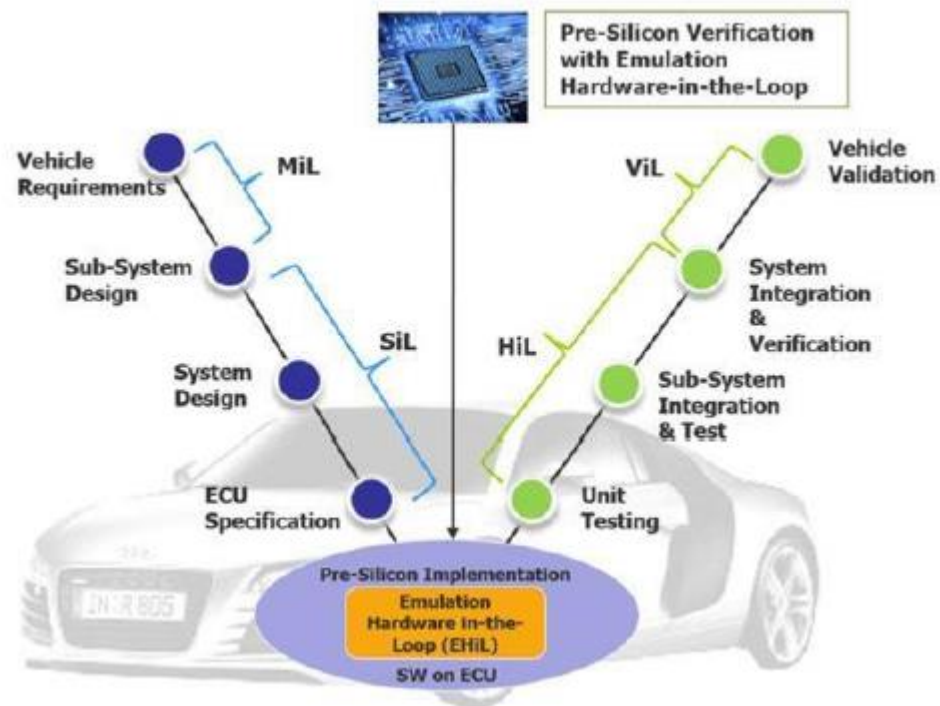 Pre-Silicon Verification
with Emulation
Hardware-in-the-Loop
Vehicle
Requirements
MiL
ViL
Vehicle
Validation
Sub-System
Design
SiL
HiL
System
Integration
&
Verification
System
Design
Sub-System
Integration
& Test
ECU
Specification
Unit
Testing
Pre-Silicon Implementation
Emulation
Hardware in-the-
Loop (EHiL)
SW on ECU
IN R 805